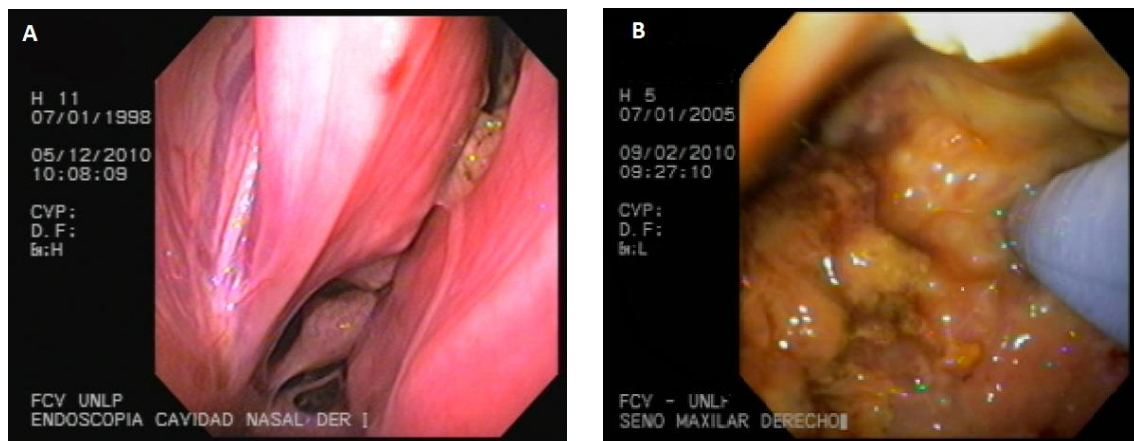 A
H 11
07/01/1998
05/12/2010
10:08:09
CVP:
D.F:
:H
FCV UNLP
ENDOSCOPIA CAVIDAD NASAL DER
B
H 5
07/01/2005
09/02/2010
09:27:10
CVP:
D.F:
:L
FCV - UNLP
SENO MAXILAR DERECHO